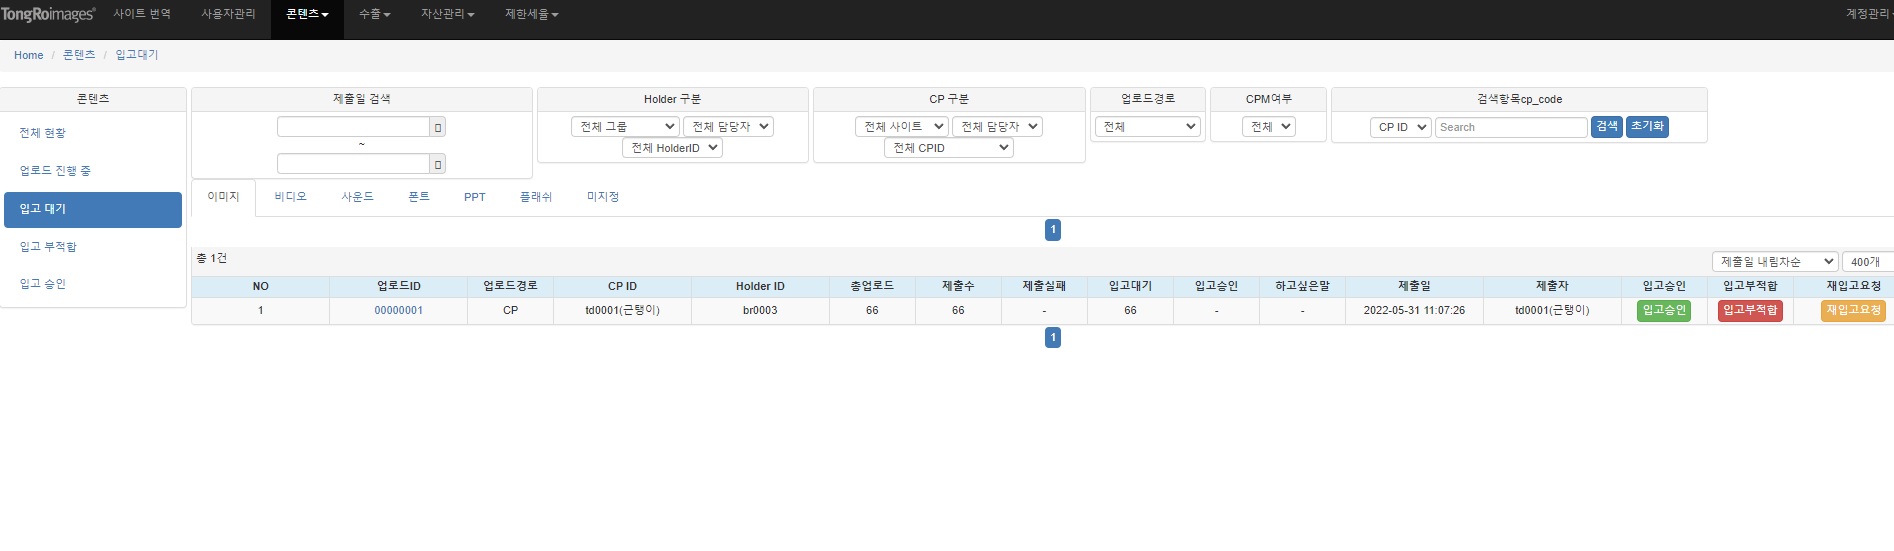 TongRoimages® 사이트 번역 사용자관리 콘텐츠 수출 자산관리 제한세율 계정관리
Home / 콘텐츠 / 입고대기
콘텐츠
전체 현황
업로드 진행 중
입고 대기
입고 부적합
입고 승인
제출일 검색
~
Holder 구분
전체 그룹 전체 담당자
전체 HolderID
CP 구분
전체 사이트 전체 담당자
전체 CPID
업로드경로
전체
CPM여부
전체
검색항목cp_code
CP ID Search 검색 초기화
이미지 비디오 사운드 폰트 PPT 플래쉬 미지정
1
총 1건 제출일 내림차순 400개
NO 업로드ID 업로드경로 CP ID Holder ID 총업로드 제출수 제출실패 입고대기 입고승인 하고싶은말 제출일 제출자 입고승인 입고부적합 재입고요청
1 00000001 CP td0001(근탱이) br0003 66 66 - 66 - - 2022-05-31 11:07:26 td0001(근탱이) 입고승인 입고부적합 재입고요청
1